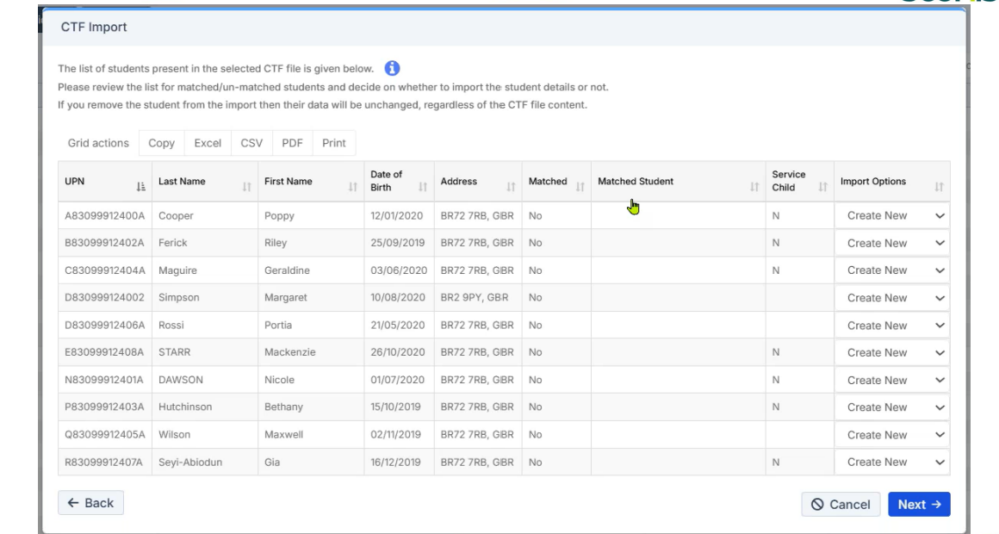 CTF Import
The list of students present in the selected CTF file is given below.
Please review the list for matched/un-matched students and decide on whether to import the student details or not.
If you remove the student from the import then their data will be unchanged, regardless of the CTF file content.
Grid actions Copy Excel CSV PDF Print
UPN Last Name First Name Date of Birth Address Matched Matched Student Service Child Import Options
A83099912400A Cooper Poppy 12/01/2020 BR72 7RB, GBR No N Create New
B83099912402A Ferick Riley 25/09/2019 BR72 7RB, GBR No N Create New
C83099912404A Maguire Geraldine 03/06/2020 BR72 7RB, GBR No N Create New
D830999124002 Simpson Margaret 10/08/2020 BR2 9PY, GBR No Create New
D83099912406A Rossi Portia 21/05/2020 BR72 7RB, GBR No Create New
E83099912408A STARR Mackenzie 26/10/2020 BR72 7RB, GBR No N Create New
N83099912401A DAWSON Nicole 01/07/2020 BR72 7RB, GBR No N Create New
P83099912403A Hutchinson Bethany 15/10/2019 BR72 7RB, GBR No N Create New
Q83099912405A Wilson Maxwell 02/11/2019 BR72 7RB, GBR No Create New
R83099912407A Seyi-Abiodun Gia 16/12/2019 BR72 7RB, GBR No N Create New
← Back Cancel Next →